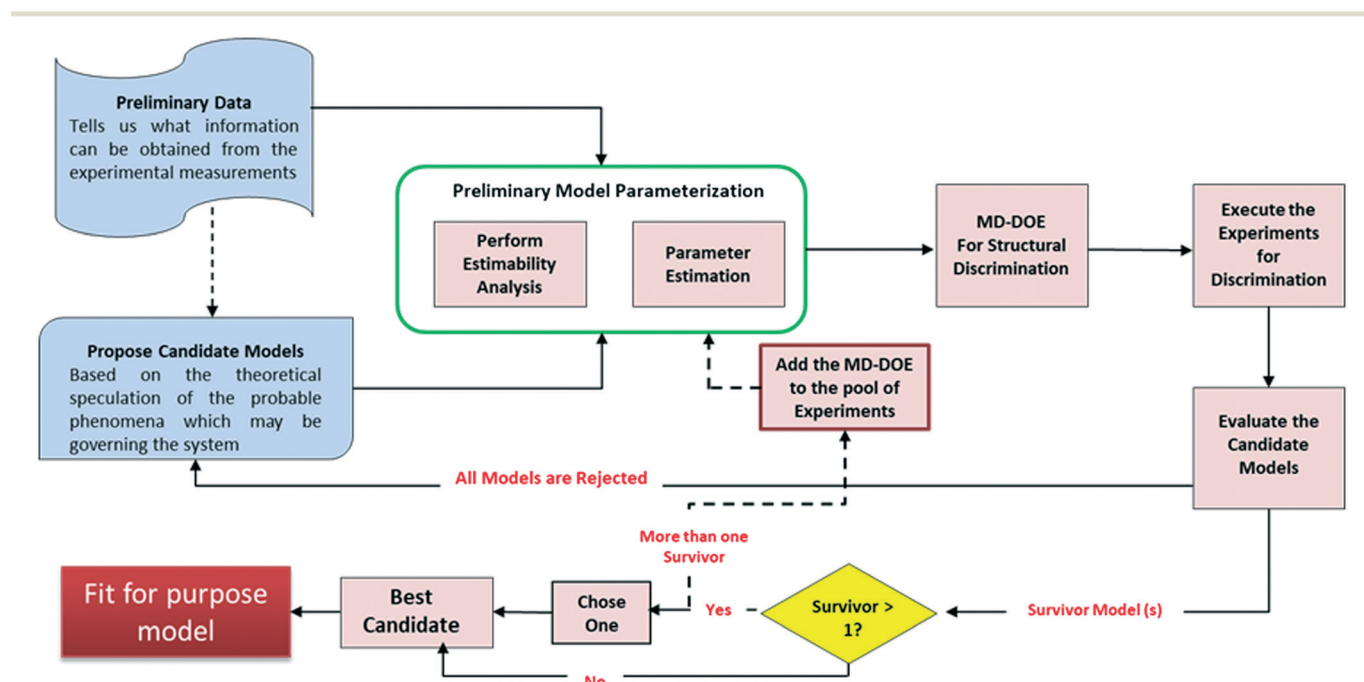 Preliminary Data
Tells us what information
can be obtained from the
experimental measurements
Preliminary Model Parameterization
Perform
Estimability
Analysis
Parameter
Estimation
MD-DOE
For Structural
Discrimination
Execute the
Experiments
for
Discrimination
Propose Candidate Models
Based on the theoretical
speculation of the probable
phenomena which may be
governing the system
Add the MD-DOE
to the pool of
Experiments
Evaluate the
Candidate
Models
All Models are Rejected
More than one
Survivor
Fit for purpose
model
Best
Candidate
Chose
One
Yes
Survivor >
1?
Survivor Model (s)
No